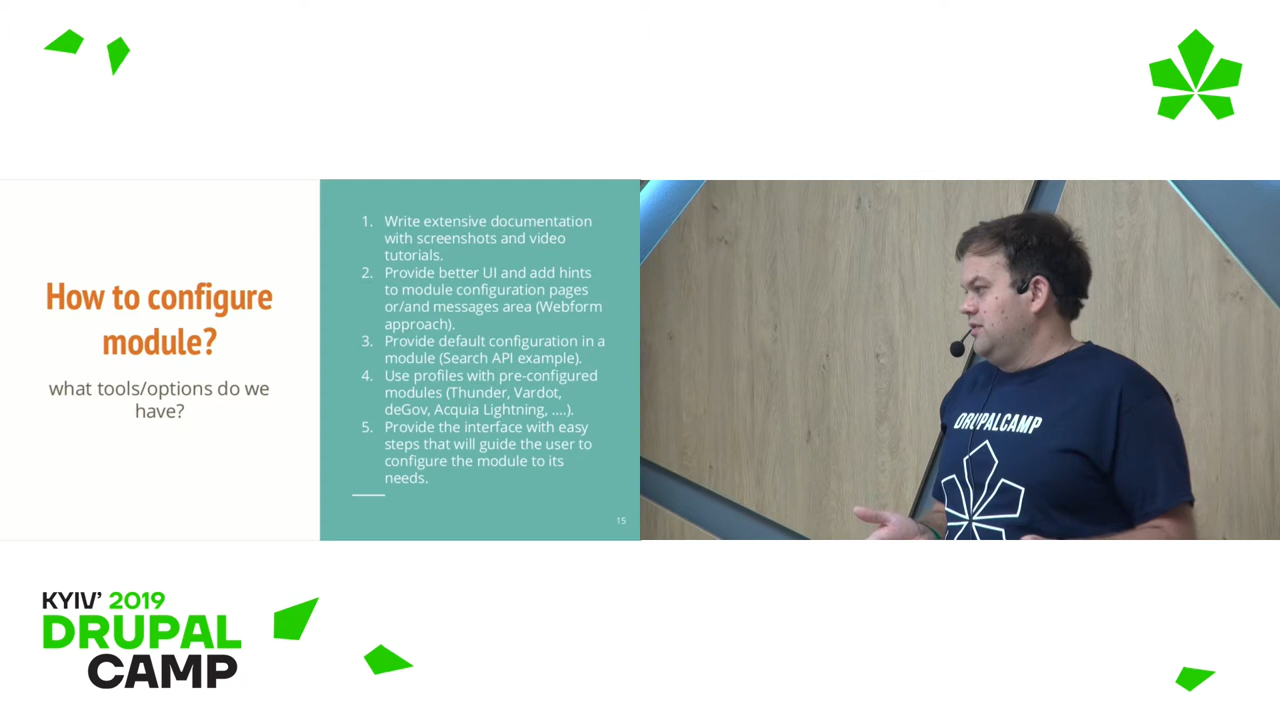 How to configure
module?
what tools/options do we
have?
1. Write extensive documentation
with screenshots and video
tutorials.
2. Provide better UI and add hints
to module configuration pages
or/and messages area (Webform
approach).
3. Provide default configuration in a
module (Search API example).
4. Use profiles with pre-configured
modules (Thunder, Vardot,
deGov, Acquia Lightning, ....).
5. Provide the interface with easy
steps that will guide the user to
configure the module to its
needs.
15
DRUPALCAMP
KYIV’ 2019
DRUPAL
CAMP